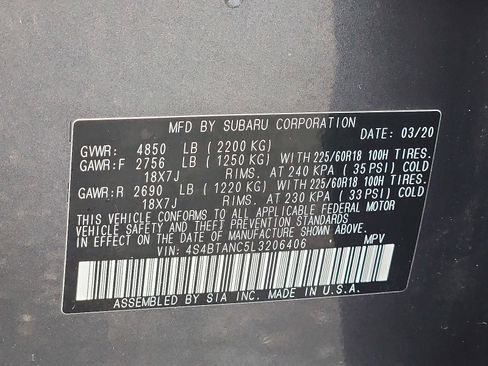 MFD BY SUBARU CORPORATION
DATE: 03/20
GVWR: 4850 LB (2200 KG)
GAWR:F 2756 LB (1250 KG) WITH 225/60R18 100H TIRES.
18X7J RIMS. AT 240 KPA (35 PSI) COLD
GAWR:R 2690 LB (1220 KG) WITH 225/60R18 100H TIRES.
18X7J RIMS. AT 230 KPA (33 PSI) COLD
THIS VEHICLE CONFORMS TO ALL APPLICABLE FEDERAL MOTOR
VEHICLE SAFETY AND THEFT PREVENTION STANDARDS
IN EFFECT ON THE DATE OF MANUFACTURE SHOWN ABOVE.
VIN: 4S4BTANC5L3206406 MPV
ASSEMBLED BY SIA INC. MADE IN U.S.A.